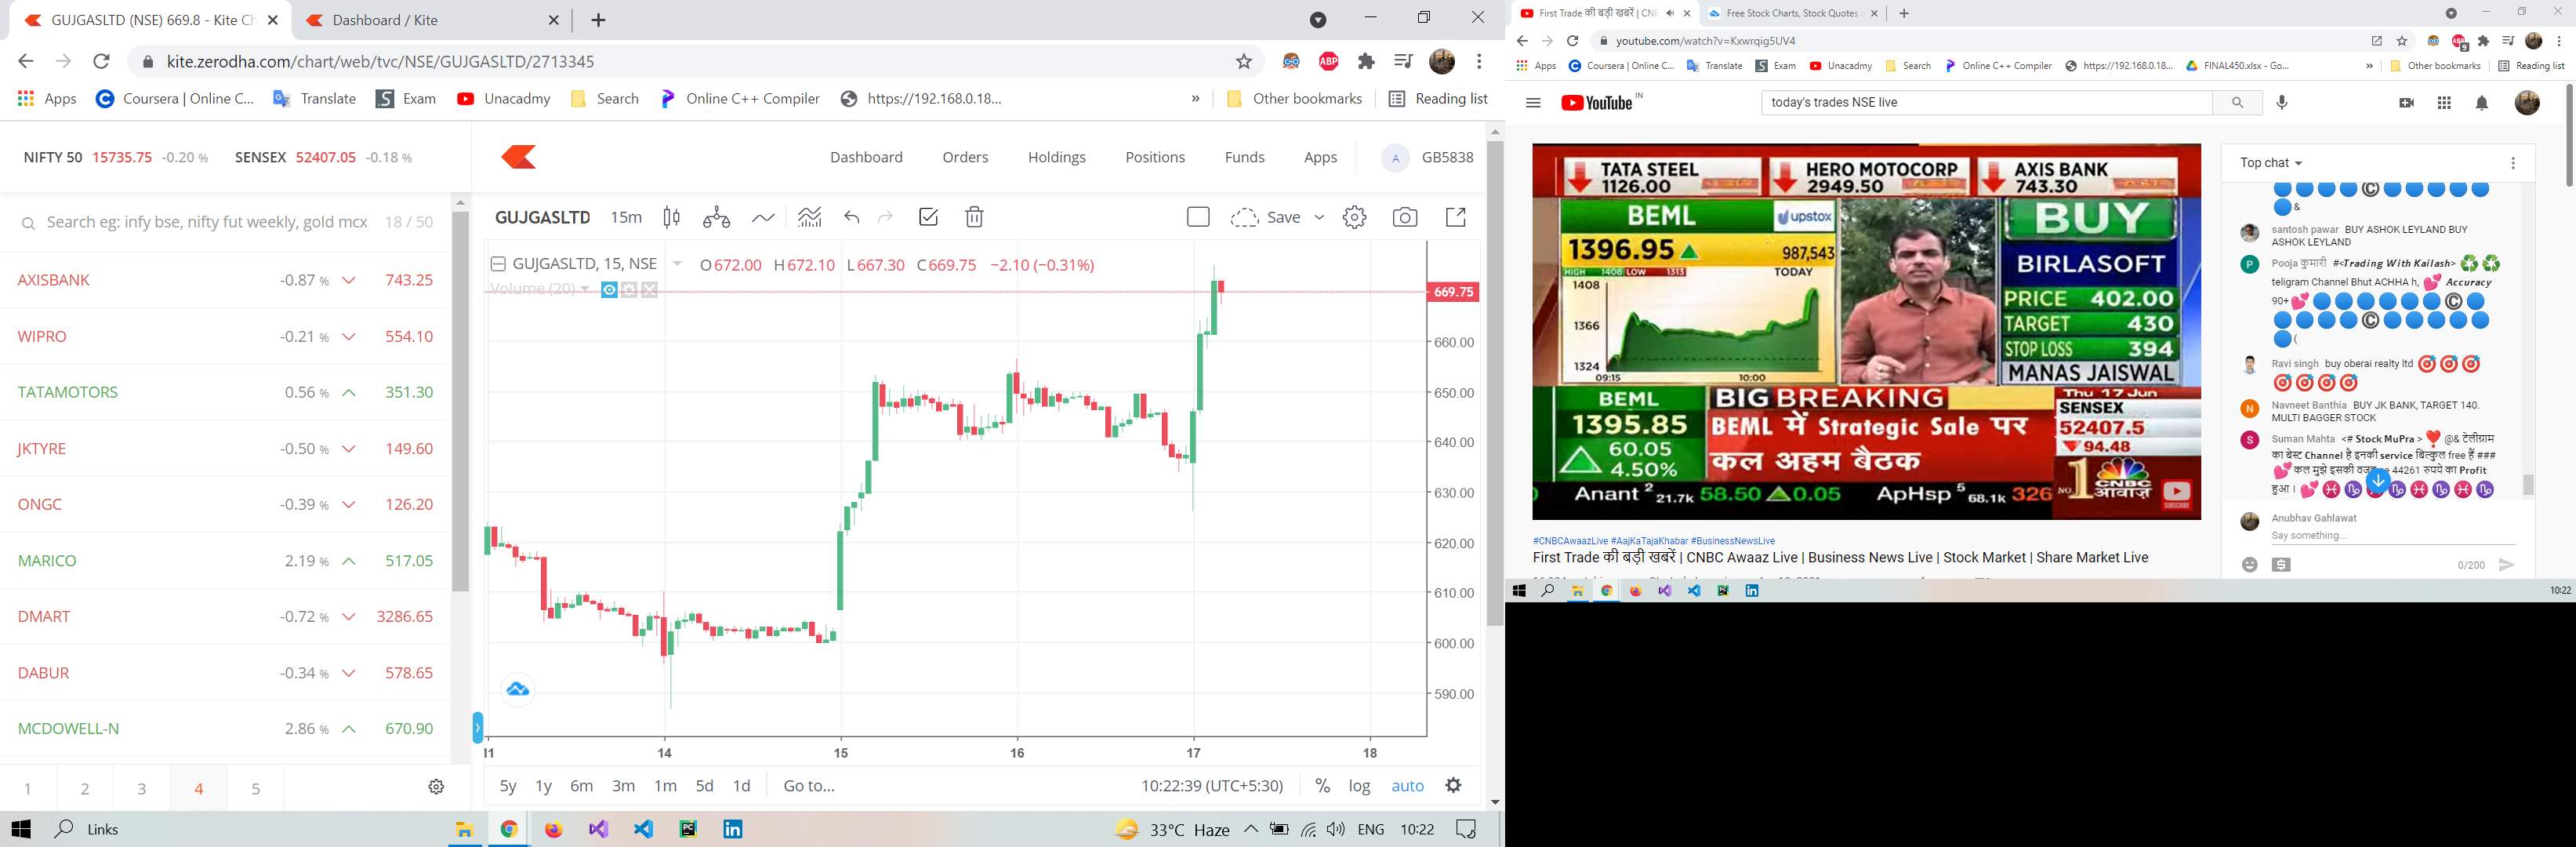 GUJGASLTD (NSE) 669.8 - Kite Ch
Dashboard / Kite
kite.zerodha.com/chart/web/tvc/NSE/GUJGASLTD/2713345
ABP
Apps
Coursera | Online C...
Translate
Exam
Unacadmy
Search
Online C++ Compiler
https://192.168.0.18...
»
Other bookmarks
Reading list
NIFTY 50 15735.75 -0.20 %
SENSEX 52407.05 -0.18 %
Dashboard
Orders
Holdings
Positions
Funds
Apps
A
GB5838
Search eg: infy bse, nifty fut weekly, gold mcx
18 / 50
AXISBANK -0.87 % 743.25
WIPRO -0.21 % 554.10
TATAMOTORS 0.56 % 351.30
JKTYRE -0.50 % 149.60
ONGC -0.39 % 126.20
MARICO 2.19 % 517.05
DMART -0.72 % 3286.65
DABUR -0.34 % 578.65
MCDOWELL-N 2.86 % 670.90
1 2 3 4 5
GUJGASLTD 15m
Save
GUJGASLTD, 15, NSE
O672.00 H672.10 L667.30 C669.75 −2.10 (−0.31%)
Volume (20)
669.75
660.00
650.00
640.00
630.00
620.00
610.00
600.00
590.00
11 14 15 16 17 18
5y 1y 6m 3m 1m 5d 1d Go to...
10:22:39 (UTC+5:30) % log auto
Links
PC
in
33°C Haze
ENG
10:22
First Trade की बड़ी खबरें | CNB
Free Stock Charts, Stock Quotes
youtube.com/watch?v=Kxwrqig5UV4
ABP
9
Apps
Coursera | Online C...
Translate
Exam
Unacadmy
Search
Online C++ Compiler
https://192.168.0.18...
FINAL450.xlsx - Go...
»
Other bookmarks
Reading list
YouTube IN
today's trades NSE live
TATA STEEL
1126.00
HERO MOTOCORP
2949.50
AXIS BANK
743.30
BEML
upstox
1396.95
987,543
HIGH 1408 LOW 1313
TODAY
1408
1366
1324
09:15
10:00
BUY
BIRLASOFT
PRICE 402.00
TARGET 430
STOP LOSS 394
MANAS JAISWAL
BEML
1395.85
60.05
4.50%
BIG BREAKING
BEML में Strategic Sale पर
कल अहम बैठक
Thu 17 Jun
SENSEX
52407.5
94.48
Anant 2 21.7k 58.50 0.05
ApHsp 5 68.1k 326
NO. 1
CNBC
आवाज़
SUBSCRIBE
Top chat
&
santosh pawar BUY ASHOK LEYLAND BUY
ASHOK LEYLAND
P
Pooja कुमारी #<Trading With Kailash>
teligram Channel Bhut ACHHA h, 💕 Accuracy
90+
(
Ravi singh buy oberai realty ltd
N
Navneet Banthia BUY JK BANK, TARGET 140.
MULTI BAGGER STOCK
S
Suman Mahta <# Stock MuPra > ❣ @& टेलीग्राम
का बेस्ट Channel है इनकी service बिल्कुल free हैं ###
कल मुझे इसकी 44261 रुपये का Profit
हुआ।
Anubhav Gahlawat
Say something...
0/200
#CNBCAwaazLive #AajKaTajaKhabar #BusinessNewsLive
First Trade की बड़ी खबरें | CNBC Awaaz Live | Business News Live | Stock Market | Share Market Live
PC
in
10:22